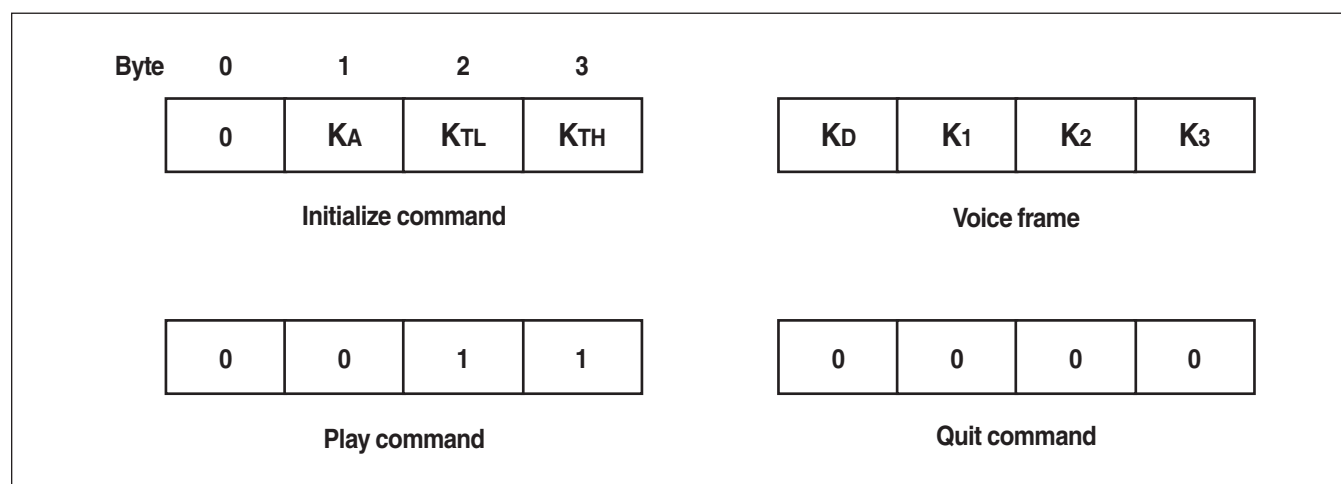 Byte 0 1 2 3
0 KA KTL KTH
KD K1 K2 K3
Initialize command
Voice frame
0 0 1 1
0 0 0 0
Play command
Quit command